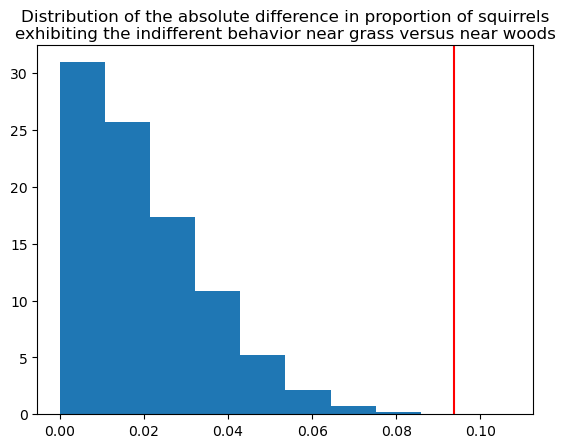 Distribution of the absolute difference in proportion of squirrels
exhibiting the indifferent behavior near grass versus near woods
30
25
20
15
10
5
0
0.00 0.02 0.04 0.06 0.08 0.10